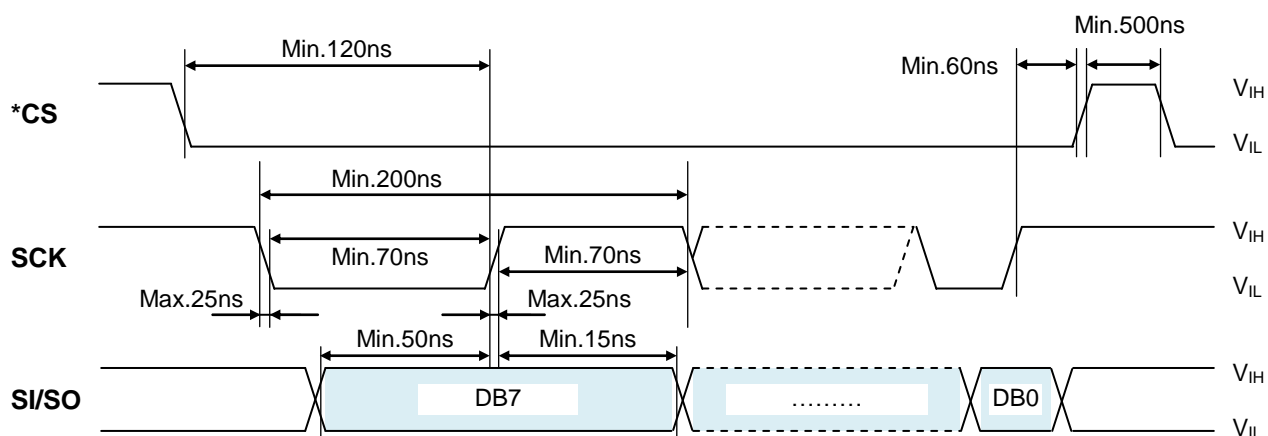 Min.500ns
Min.120ns
Min.60ns
*CS
VIH
VIL
Min.200ns
SCK
Min.70ns
Min.70ns
VIH
VIL
Max.25ns
Max.25ns
Min.50ns
Min.15ns
SI/SO
DB7
.........
DB0
VIH
VIL